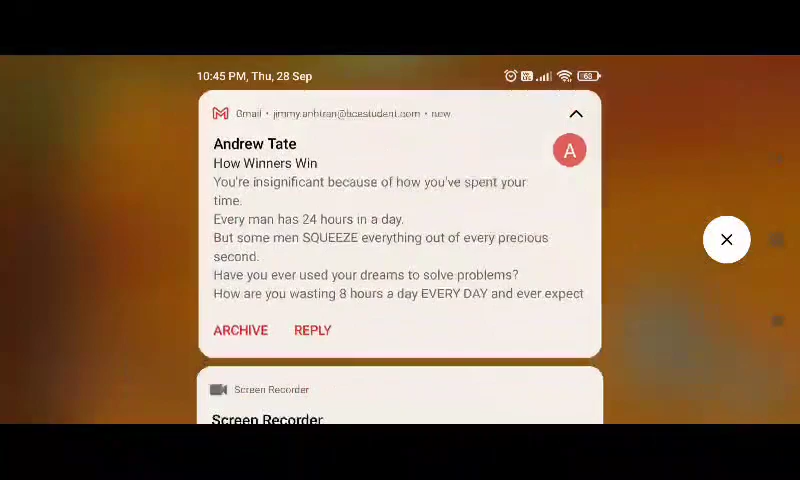 10:45 PM, Thu, 28 Sep
63
Gmail • jimmy.anhtran@bcestudent.com • now
Andrew Tate
A
How Winners Win
You're insignificant because of how you've spent your
time.
Every man has 24 hours in a day.
But some men SQUEEZE everything out of every precious
second.
Have you ever used your dreams to solve problems?
How are you wasting 8 hours a day EVERY DAY and ever expect
ARCHIVE REPLY
Screen Recorder
Screen Recorder